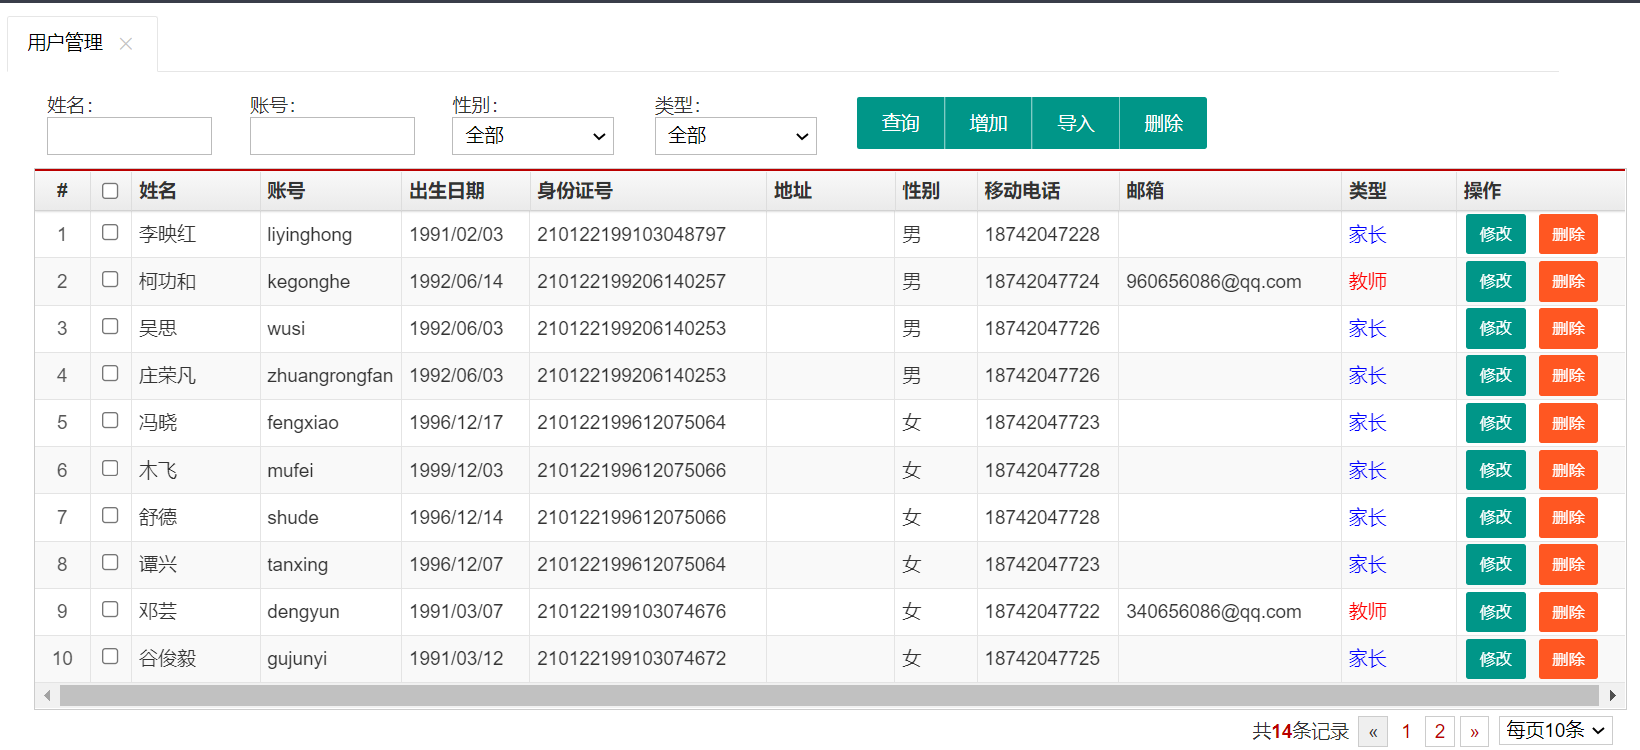 用户管理 ×
姓名: 账号: 性别: 类型:
全部 全部 查询 增加 导入 删除
# 姓名 账号 出生日期 身份证号 地址 性别 移动电话 邮箱 类型 操作
1 李映红 liyinghong 1991/02/03 210122199103048797 男 18742047228 家长 修改 删除
2 柯功和 kegonghe 1992/06/14 210122199206140257 男 18742047724 960656086@qq.com 教师 修改 删除
3 吴思 wusi 1992/06/03 210122199206140253 男 18742047726 家长 修改 删除
4 庄荣凡 zhuangrongfan 1992/06/03 210122199206140253 男 18742047726 家长 修改 删除
5 冯晓 fengxiao 1996/12/17 210122199612075064 女 18742047723 家长 修改 删除
6 木飞 mufei 1999/12/03 210122199612075066 女 18742047728 家长 修改 删除
7 舒德 shude 1996/12/14 210122199612075066 女 18742047728 家长 修改 删除
8 谭兴 tanxing 1996/12/07 210122199612075064 女 18742047723 家长 修改 删除
9 邓芸 dengyun 1991/03/07 210122199103074676 女 18742047722 340656086@qq.com 教师 修改 删除
10 谷俊毅 gujunyi 1991/03/12 210122199103074672 女 18742047725 家长 修改 删除
共14条记录 « 1 2 » 每页10条